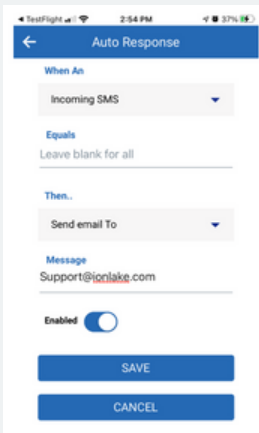 TestFlight 2:54 PM 37%
Auto Response
When An
Incoming SMS
Equals
Leave blank for all
Then..
Send email To
Message
Support@ionlake.com
Enabled
SAVE
CANCEL